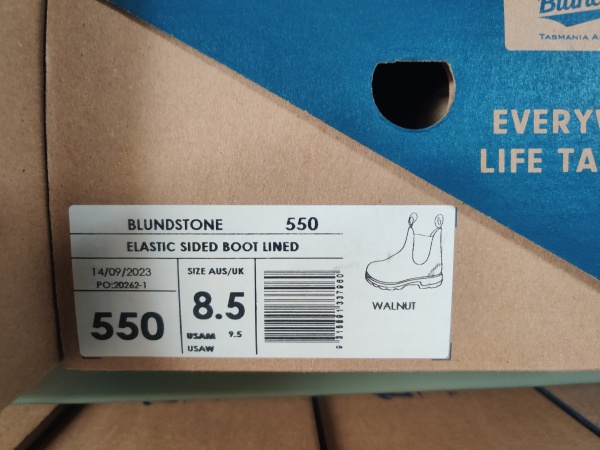 TASMANIA
EVERY
LIFE TA
BLUNDSTONE 550
ELASTIC SIDED BOOT LINED
14/09/2023
PO:20262-1
550
SIZE AUS/UK
8.5
USAM 9.5
USAW
WALNUT